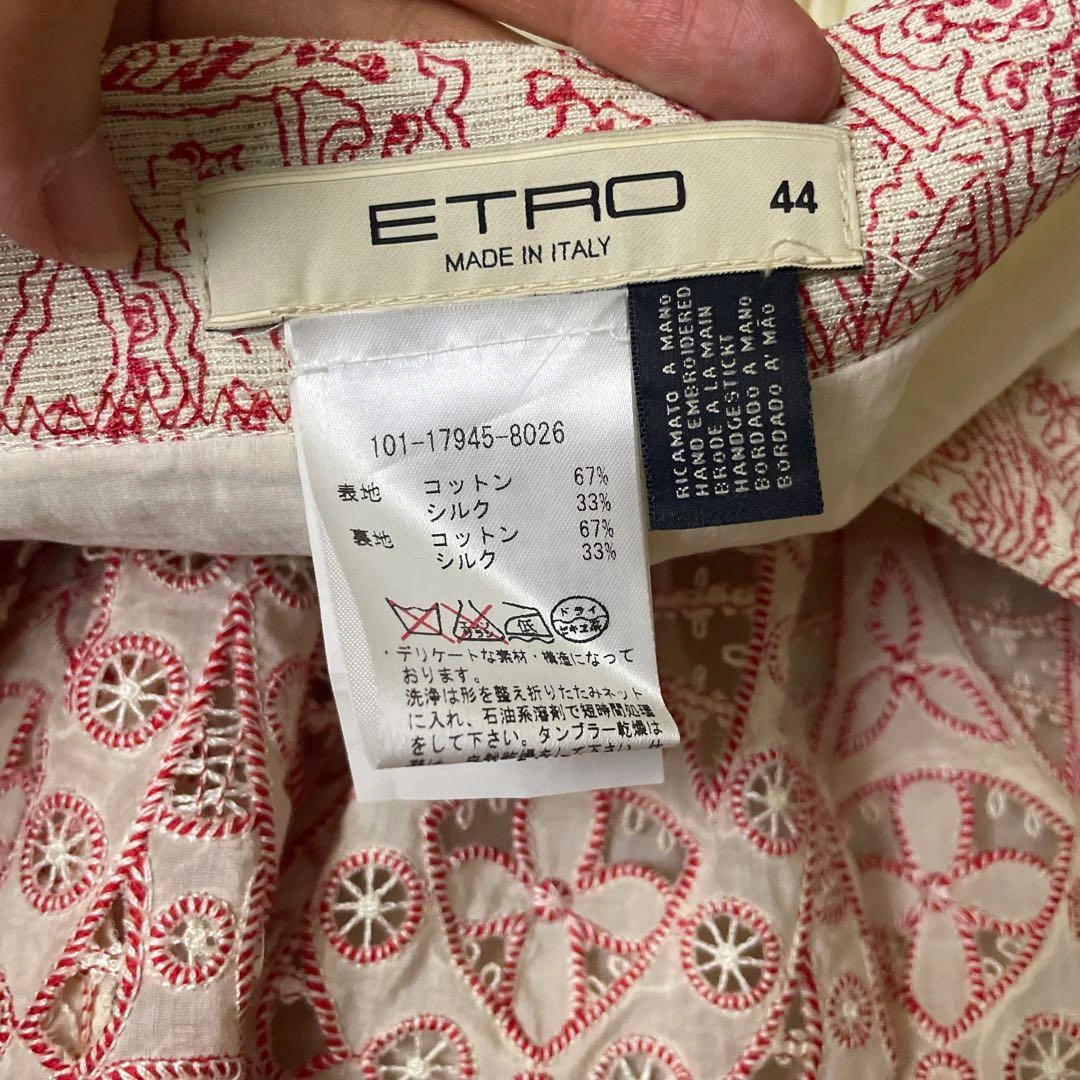 ETRO 44
MADE IN ITALY
RICAMATO A MANO
HAND EMBROIDERED
BRODE A LA MAIN
HANDGESTICKT
BORDADO A MANO
BORDADO A' MÃO
101-17945-8026
表地 コットン 67%
シルク 33%
裏地 コットン 67%
シルク 33%
低 ドライ
・デリケートな素材・構造になって
おります。
洗浄は形を整え折りたたみネット
に入れ、石油系溶剤で短時間処理
をして下さい。タンブラー乾燥は